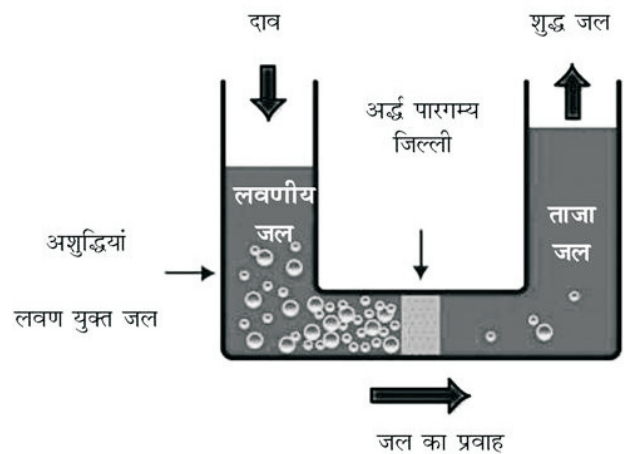 दाव
शुद्ध जल
अर्द्ध पारगम्य
जिल्ली
लवणीय
जल
ताजा
जल
अशुद्धियां
लवण युक्त जल
जल का प्रवाह